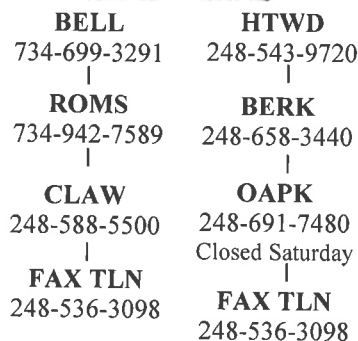 BELL
734-699-3291
ROMS
734-942-7589
CLAW
248-588-5500
FAX TLN
248-536-3098
HTWD
248-543-9720
BERK
248-658-3440
OAPK
248-691-7480
Closed Saturday
FAX TLN
248-536-3098